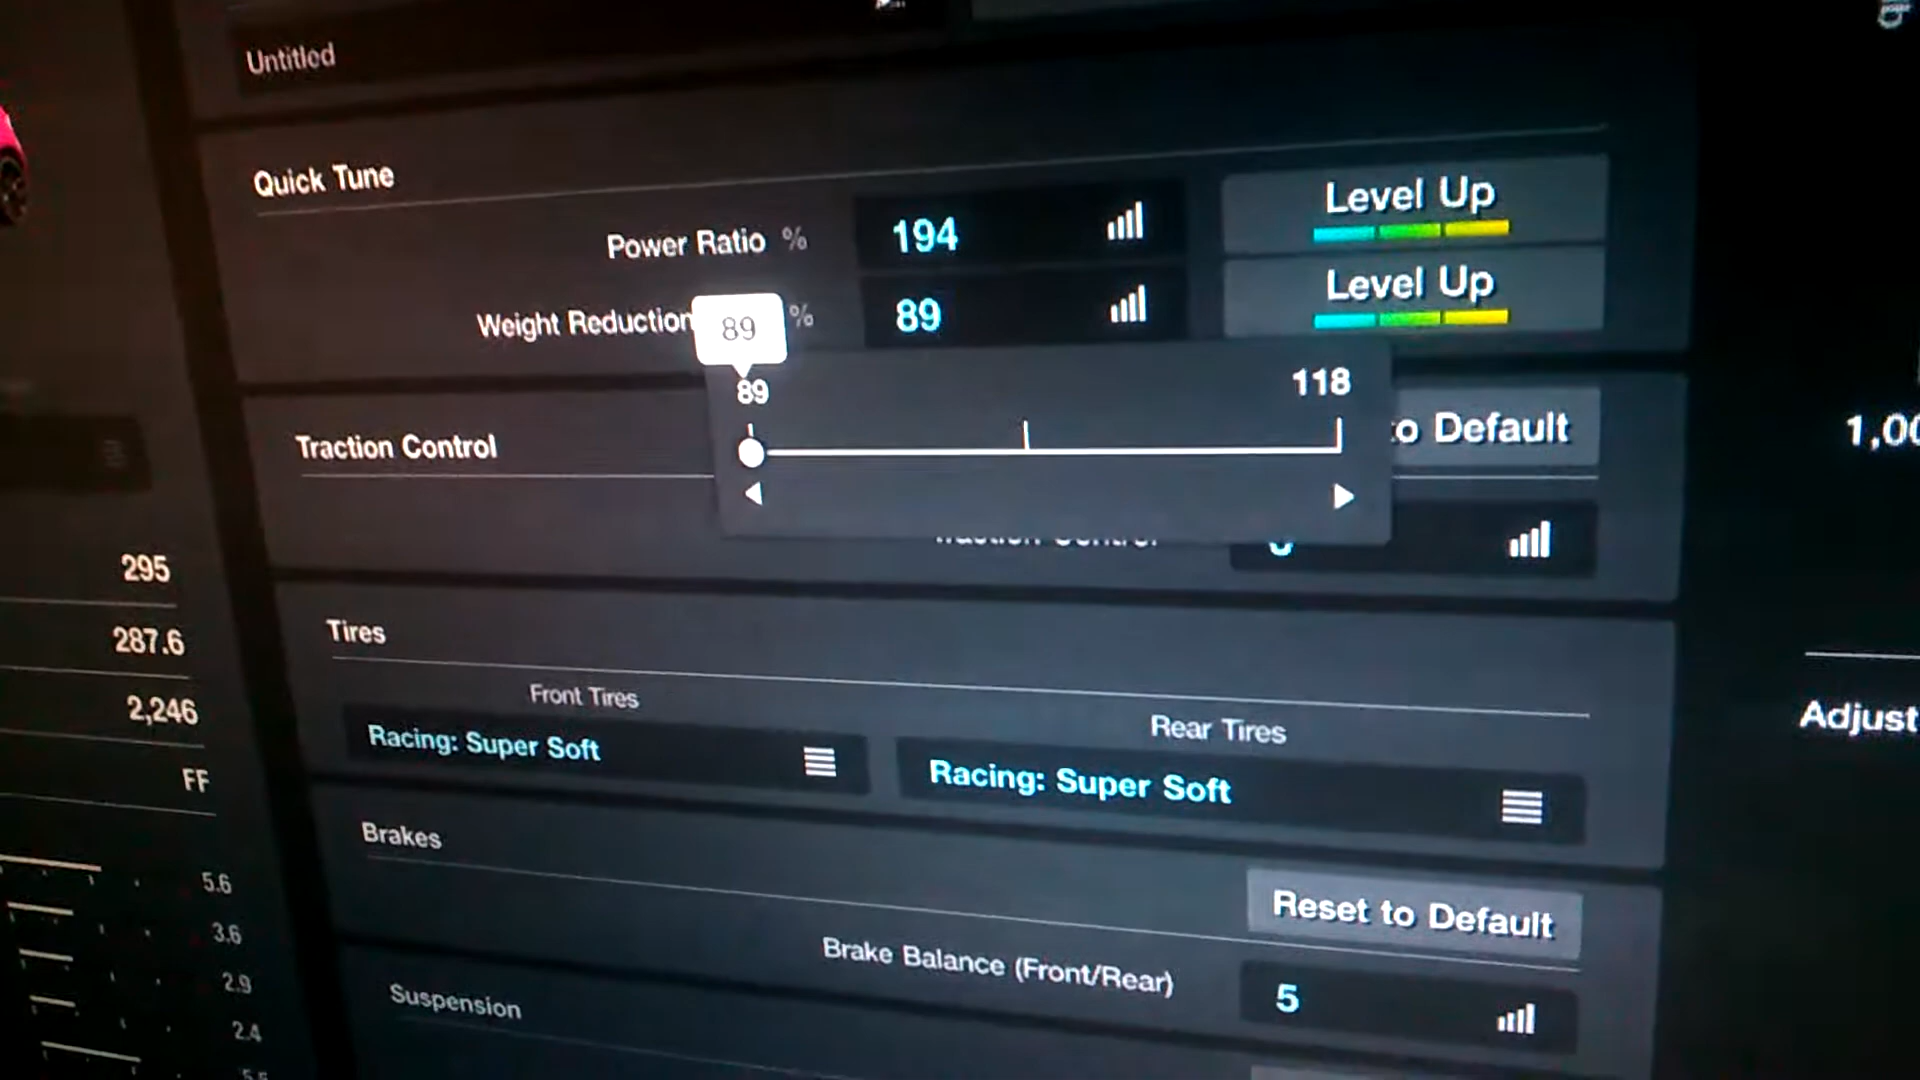 Untitled
Quick Tune
Power Ratio %
194
Level Up
Weight Reduction %
89
Level Up
89
89
118
Traction Control
o Default
Traction Control
Tires
Front Tires
Rear Tires
Racing: Super Soft
Racing: Super Soft
Brakes
Reset to Default
Brake Balance (Front/Rear)
5
Suspension
295
287.6
2,246
FF
5.6
3.6
2.9
2.4
1,00
Adjust